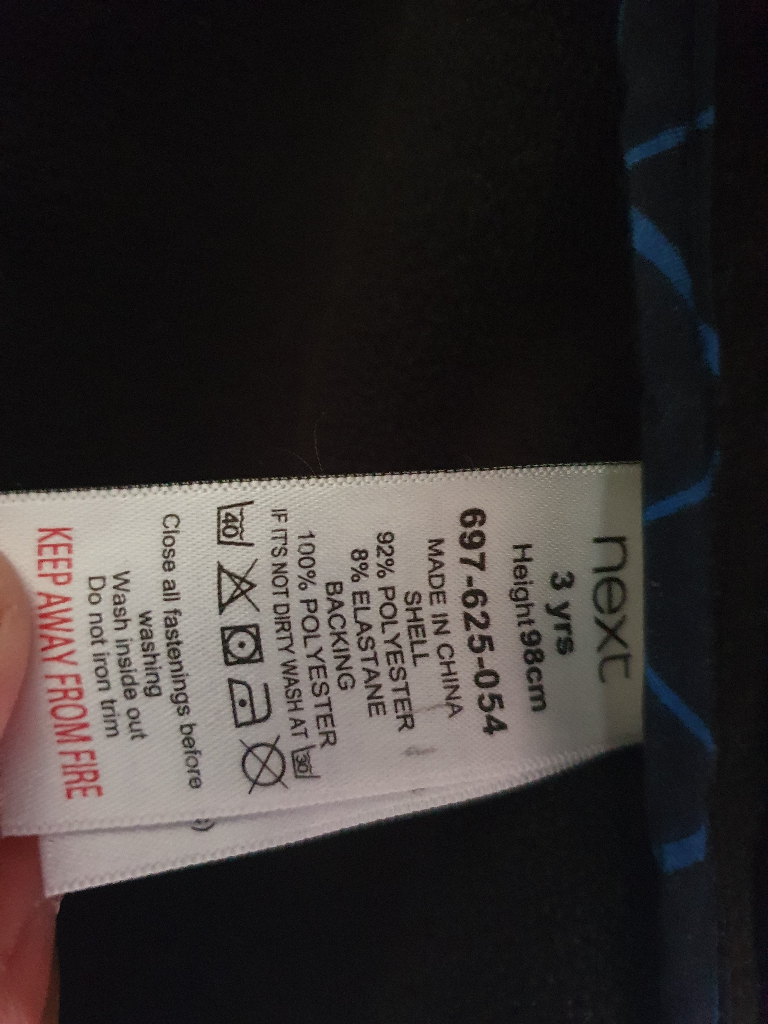 next
3 yrs
Height 98cm
697-625-054
MADE IN CHINA
SHELL
92% POLYESTER
8% ELASTANE
BACKING
100% POLYESTER
IF IT'S NOT DIRTY WASH AT 30
40
Close all fastenings before
washing
Wash inside out
Do not iron trim
KEEP AWAY FROM FIRE